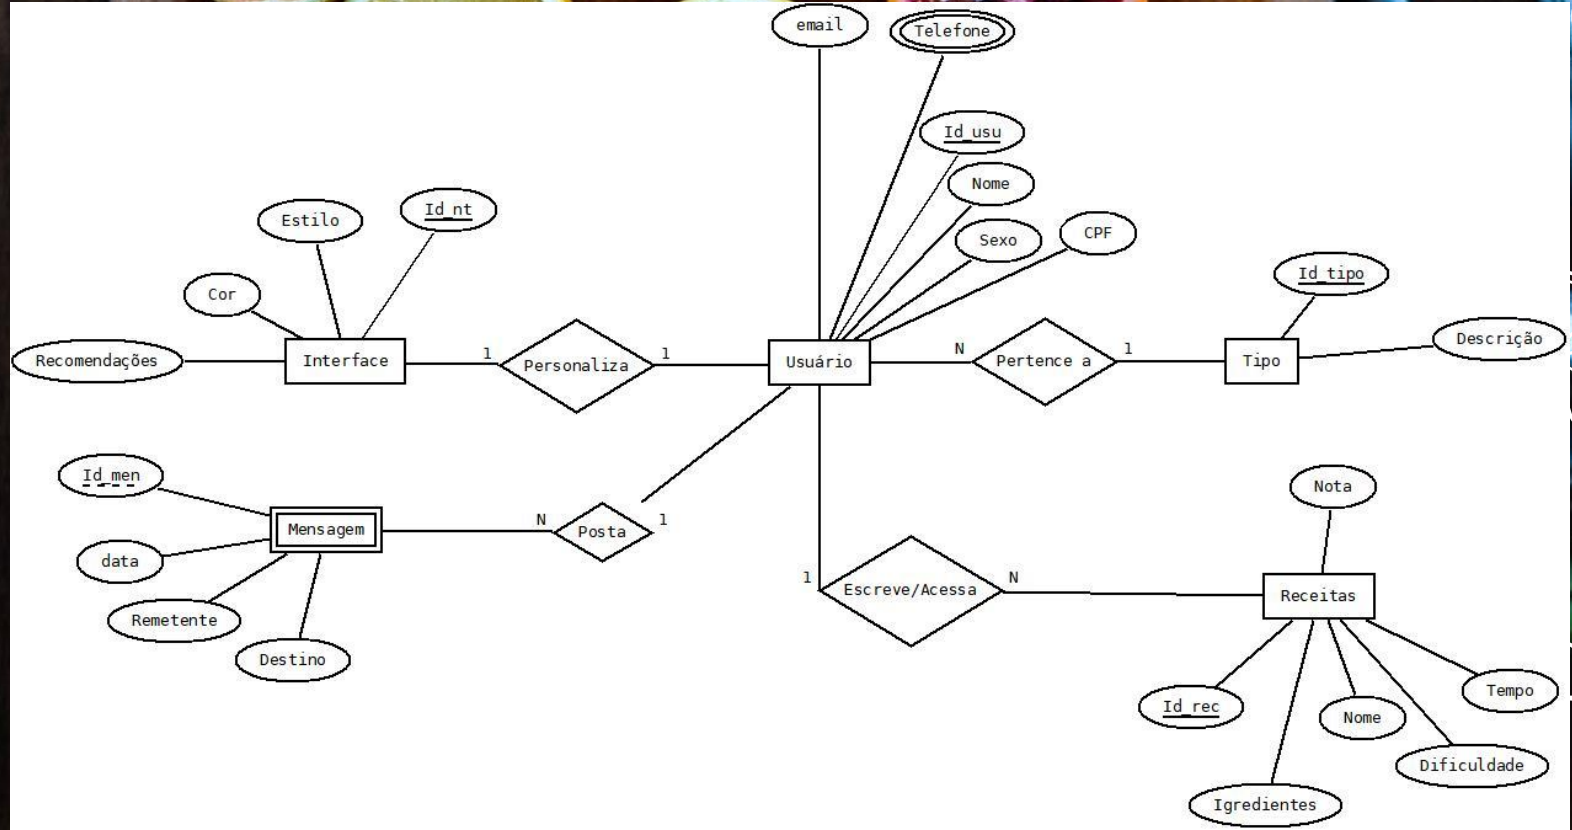 email
Telefone
Id_usu
Nome
Sexo
CPF
Estilo
Id_nt
Cor
Recomendações
Interface
1
Personaliza
1
Usuário
N
Pertence a
1
Tipo
Id_tipo
Descrição
Id_men
Mensagem
N
Posta
1
data
Remetente
Destino
1
Escreve/Acessa
N
Receitas
Nota
Id_rec
Nome
Tempo
Dificuldade
Igredientes